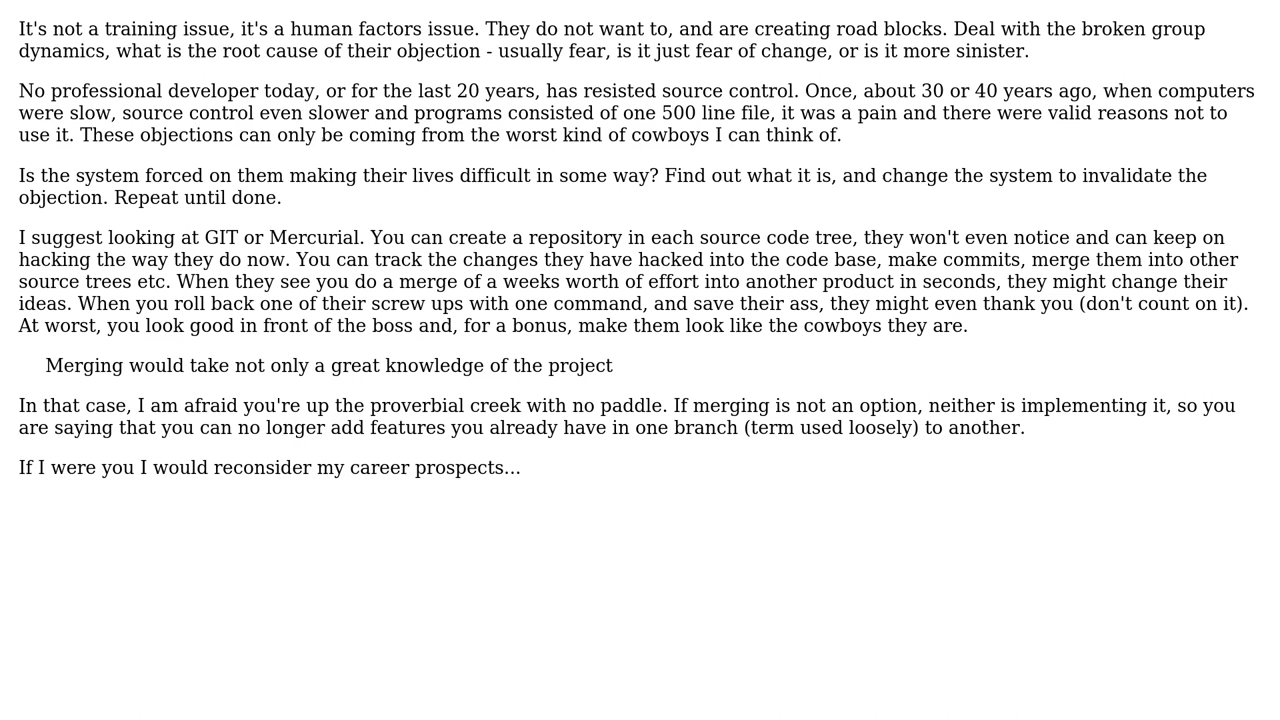 It's not a training issue, it's a human factors issue. They do not want to, and are creating road blocks. Deal with the broken group
dynamics, what is the root cause of their objection - usually fear, is it just fear of change, or is it more sinister.
No professional developer today, or for the last 20 years, has resisted source control. Once, about 30 or 40 years ago, when computers
were slow, source control even slower and programs consisted of one 500 line file, it was a pain and there were valid reasons not to
use it. These objections can only be coming from the worst kind of cowboys I can think of.
Is the system forced on them making their lives difficult in some way? Find out what it is, and change the system to invalidate the
objection. Repeat until done.
I suggest looking at GIT or Mercurial. You can create a repository in each source code tree, they won't even notice and can keep on
hacking the way they do now. You can track the changes they have hacked into the code base, make commits, merge them into other
source trees etc. When they see you do a merge of a weeks worth of effort into another product in seconds, they might change their
ideas. When you roll back one of their screw ups with one command, and save their ass, they might even thank you (don't count on it).
At worst, you look good in front of the boss and, for a bonus, make them look like the cowboys they are.
Merging would take not only a great knowledge of the project
In that case, I am afraid you're up the proverbial creek with no paddle. If merging is not an option, neither is implementing it, so you
are saying that you can no longer add features you already have in one branch (term used loosely) to another.
If I were you I would reconsider my career prospects...